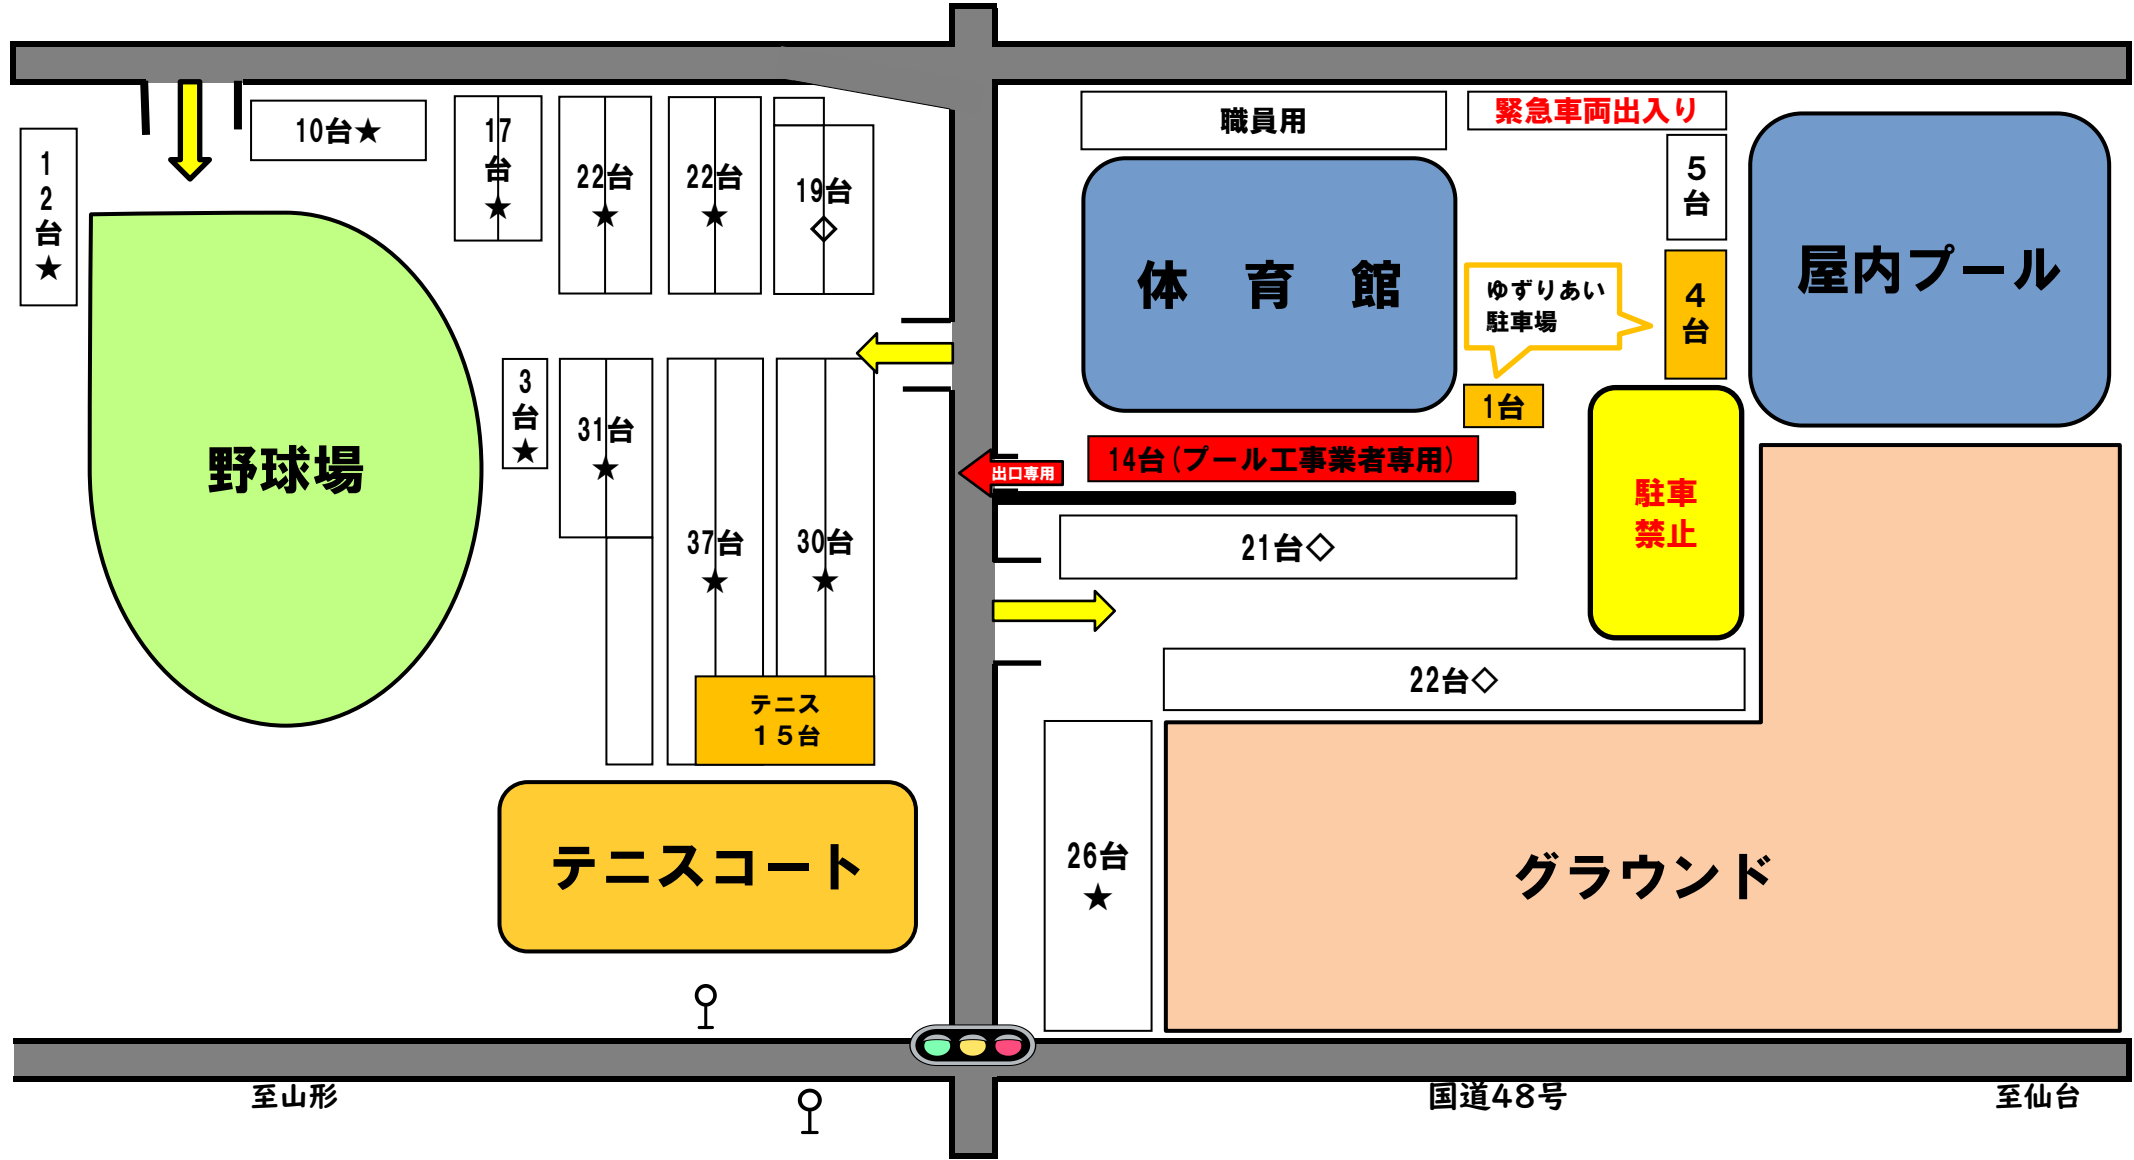 10台★
1
2
台
★
17
台
★
22台
★
22台
★
19台
◇
職員用
緊急車両出入り
5
台
体 育 館
屋内プール
ゆずりあい
駐車場
4
台
1台
3
台
★
31台
★
野球場
14台(プール工事業者専用)
出口専用
37台
★
30台
★
21台◇
駐車
禁止
22台◇
テニス
15台
テニスコート
26台
★
グラウンド
至山形
国道48号
至仙台